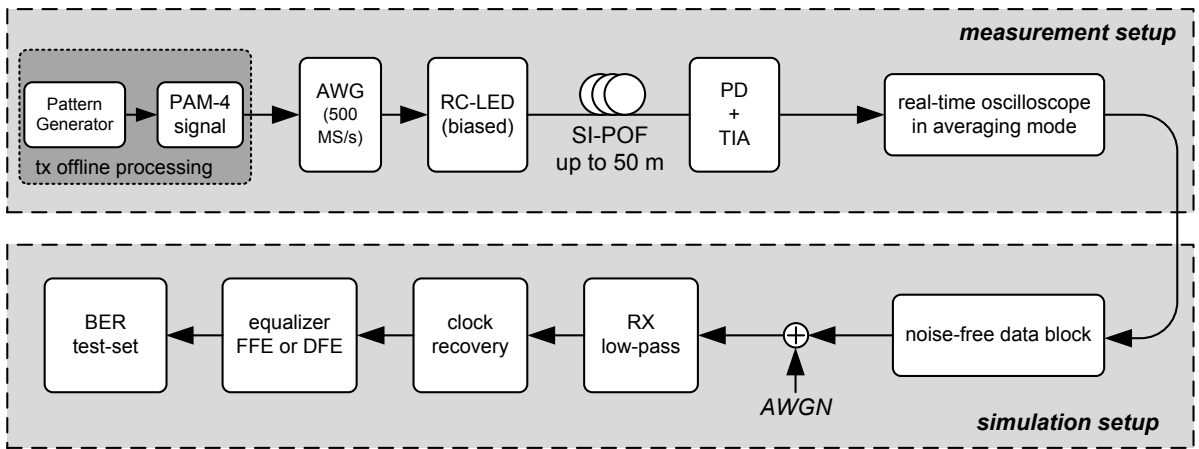 measurement setup
Pattern
Generator
PAM-4
signal
tx offline processing
AWG
(500
MS/s)
RC-LED
(biased)
SI-POF
up to 50 m
PD
+
TIA
real-time oscilloscope
in averaging mode
BER
test-set
equalizer
FFE or DFE
clock
recovery
RX
low-pass
AWGN
noise-free data block
simulation setup